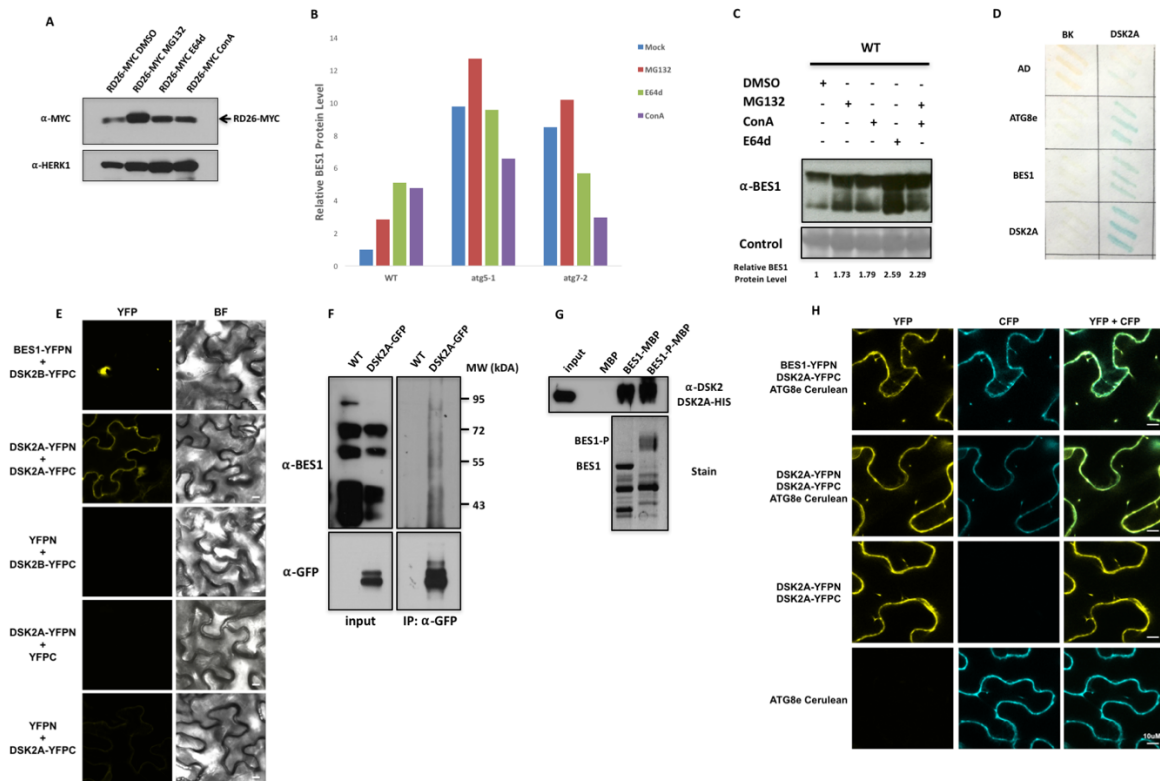 A
RD26-MYC DMSO
RD26-MYC MG132
RD26-MYC E64d
RD26-MYC ConA
α-MYC
RD26-MYC
α-HERK1
B
Relative BES1 Protein Level
14
12
10
8
6
4
2
0
WT
atg5-1
atg7-2
Mock
MG132
E64d
ConA
C
WT
DMSO + - - - -
MG132 - + - - +
ConA - - + - +
E64d - - - + -
α-BES1
Control
Relative BES1
Protein Level
1 1.73 1.79 2.59 2.29
D
BK DSK2A
AD
ATG8e
BES1
DSK2A
E
YFP BF
BES1-YFPN
+
DSK2B-YFPC
DSK2A-YFPN
+
DSK2A-YFPC
YFPN
+
DSK2B-YFPC
DSK2A-YFPN
+
YFPC
YFPN
+
DSK2A-YFPC
F
WT
DSK2A-GFP
WT
DSK2A-GFP
MW (kDA)
95
72
55
43
α-BES1
α-GFP
input
IP: α-GFP
G
input
MBP
BES1-MBP
BES1-P-MBP
α-DSK2
DSK2A-HIS
BES1-P
BES1
Stain
H
YFP CFP YFP + CFP
BES1-YFPN
DSK2A-YFPC
ATG8e Cerulean
DSK2A-YFPN
DSK2A-YFPC
ATG8e Cerulean
DSK2A-YFPN
DSK2A-YFPC
ATG8e Cerulean
10uM